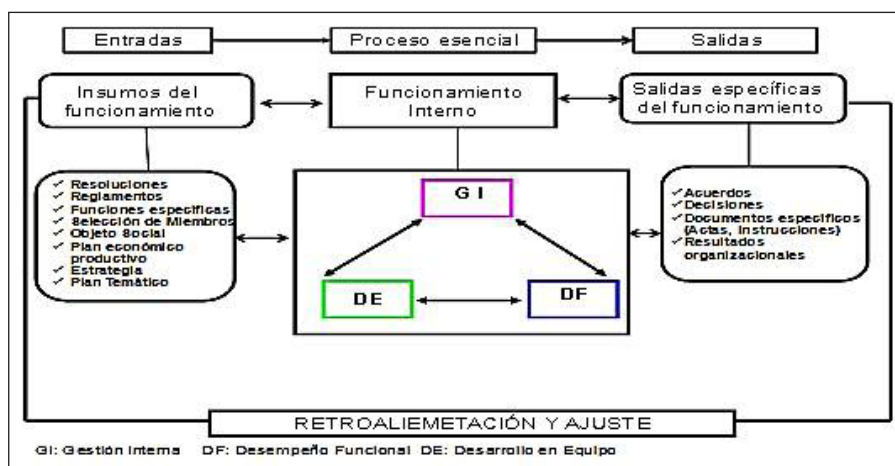 Entradas
Proceso esencial
Salidas
Insumos del
funcionamiento
Funcionamiento
Interno
Salidas específicas
del funcionamiento
✓ Resoluciones
✓ Reglamentos
✓ Funciones específicas
✓ Selección de Miembros
✓ Objeto Social
✓ Plan económico
productivo
✓ Estrategia
✓ Plan Temático
G I
DE
DF
✓ Acuerdos
✓ Decisiones
✓ Documentos específicos
(Actas, Instrucciones)
✓ Resultados
organizacionales
RETROALIEMETACIÓN Y AJUSTE
GI: Gestión Interna DF: Desempeño Funcional DE: Desarrollo en Equipo